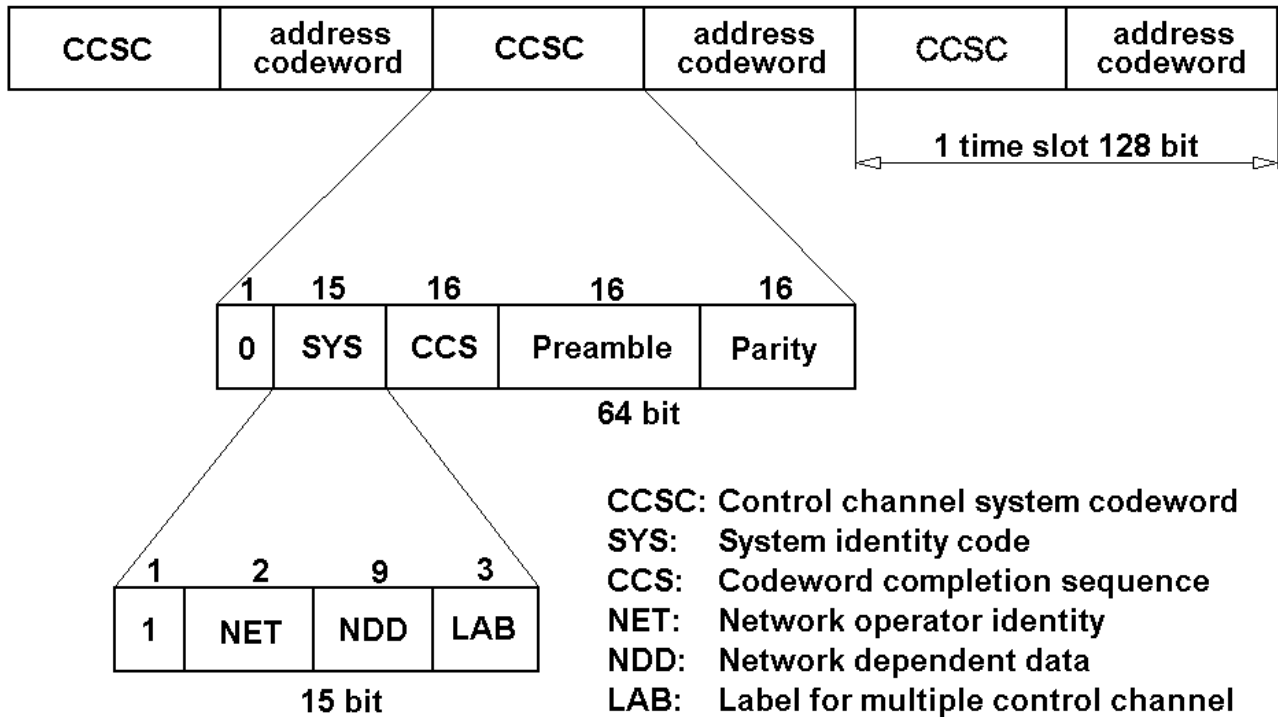 CCSC address codeword CCSC address codeword CCSC address codeword
1 time slot 128 bit
1 15 16 16 16
0 SYS CCS Preamble Parity
64 bit
1 2 9 3
1 NET NDD LAB
15 bit
CCSC: Control channel system codeword
SYS: System identity code
CCS: Codeword completion sequence
NET: Network operator identity
NDD: Network dependent data
LAB: Label for multiple control channel